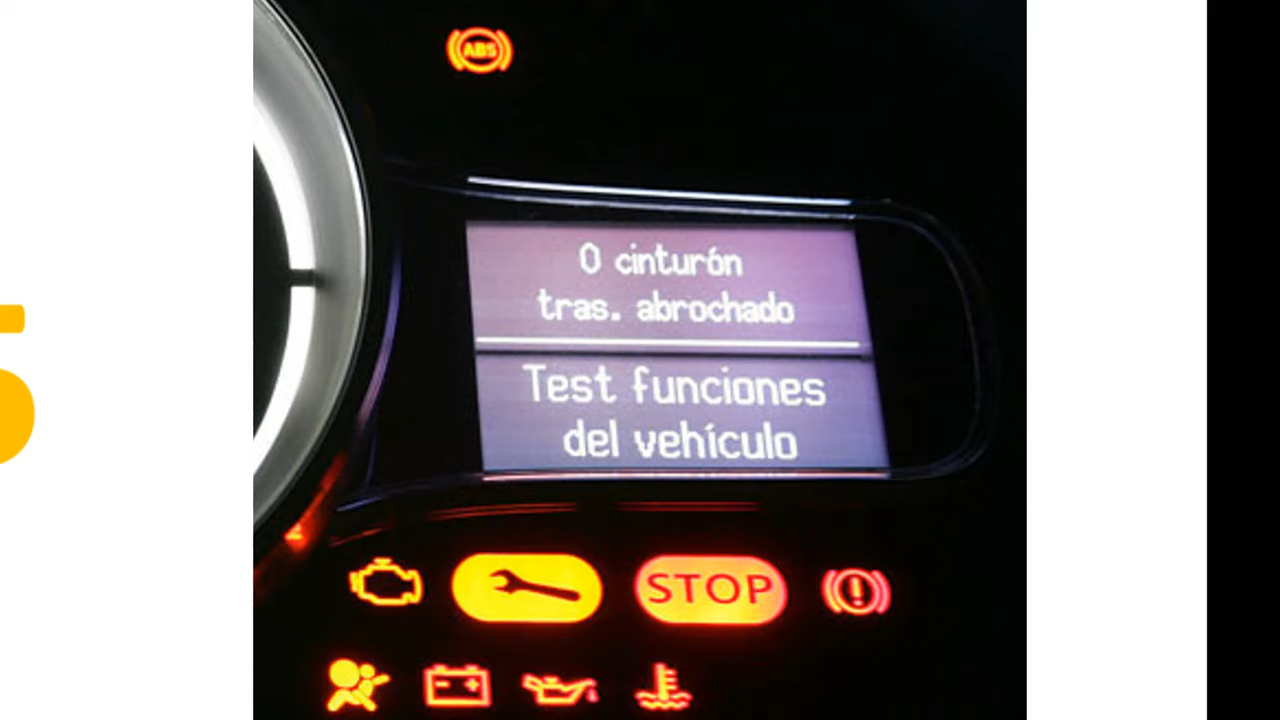 ABS
0 cinturón
tras. abrochado
Test funciones
del vehículo
STOP